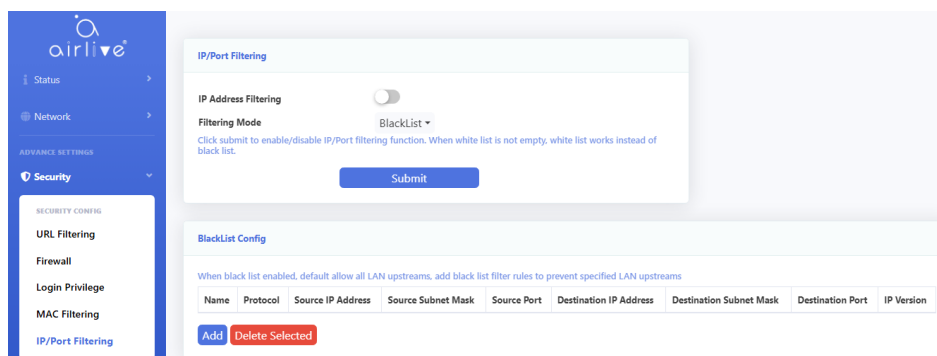 airlive
Status
Network
ADVANCE SETTINGS
Security
SECURITY CONFIG
URL Filtering
Firewall
Login Privilege
MAC Filtering
IP/Port Filtering
IP/Port Filtering
IP Address Filtering
Filtering Mode BlackList
Click submit to enable/disable IP/Port filtering function. When white list is not empty, white list works instead of
black list.
Submit
BlackList Config
When black list enabled, default allow all LAN upstreams, add black list filter rules to prevent specified LAN upstreams
Name Protocol Source IP Address Source Subnet Mask Source Port Destination IP Address Destination Subnet Mask Destination Port IP Version
Add Delete Selected